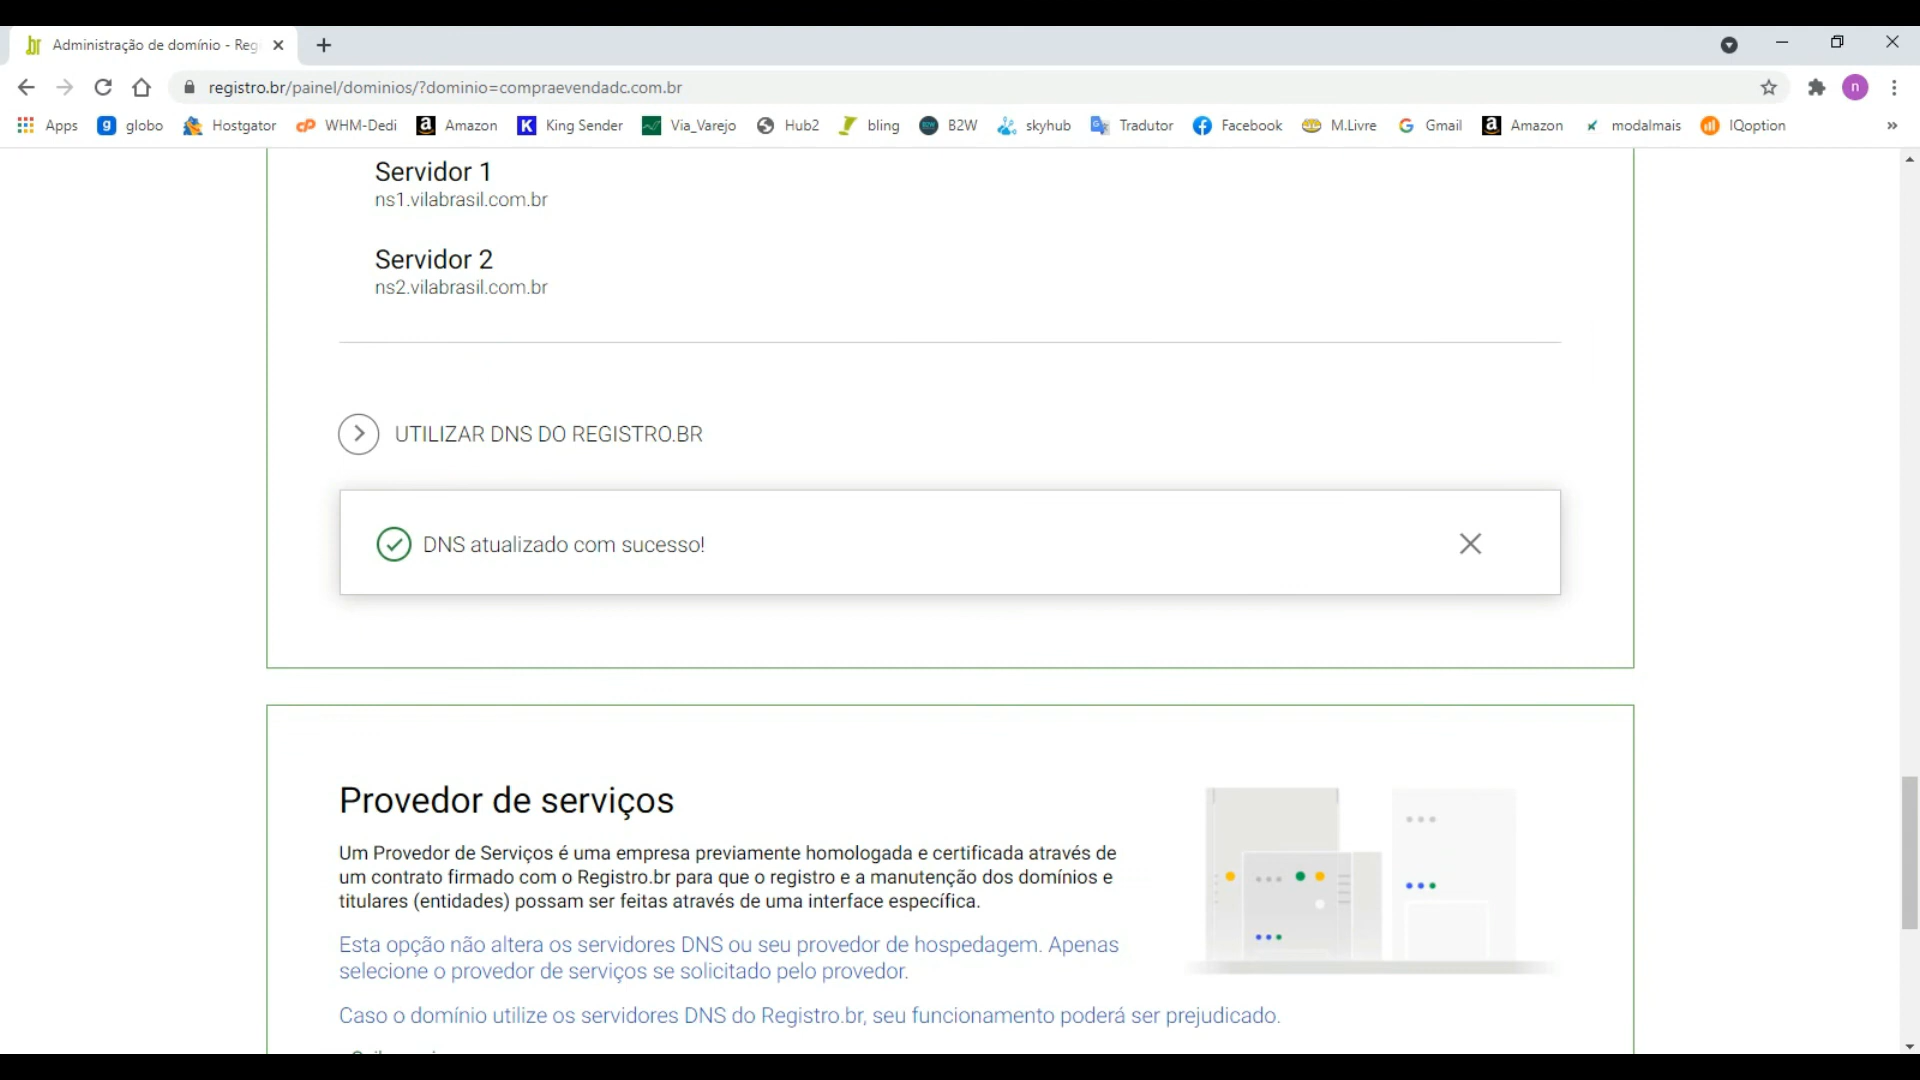 Administração de domínio - Reg
registro.br/painel/dominios/?dominio=compraevendadc.com.br
n
Apps globo Hostgator WHM-Dedi Amazon King Sender Via_Varejo Hub2 bling B2W skyhub Tradutor Facebook M.Livre Gmail Amazon modalmais IQoption
Servidor 1
ns1.vilabrasil.com.br
Servidor 2
ns2.vilabrasil.com.br
UTILIZAR DNS DO REGISTRO.BR
DNS atualizado com sucesso!
Provedor de serviços
Um Provedor de Serviços é uma empresa previamente homologada e certificada através de
um contrato firmado com o Registro.br para que o registro e a manutenção dos domínios e
titulares (entidades) possam ser feitas através de uma interface específica.
Esta opção não altera os servidores DNS ou seu provedor de hospedagem. Apenas
selecione o provedor de serviços se solicitado pelo provedor.
Caso o domínio utilize os servidores DNS do Registro.br, seu funcionamento poderá ser prejudicado.